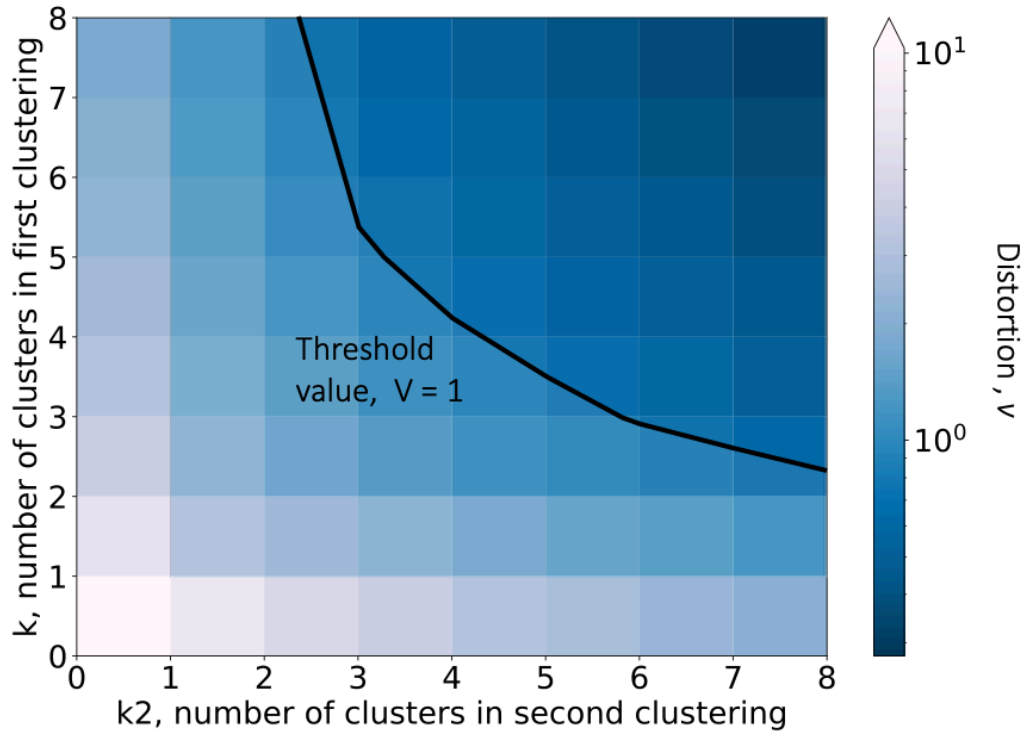 k, number of clusters in first clustering
8
7
6
5
4
3
2
1
0
Threshold
value, V = 1
0 1 2 3 4 5 6 7 8
k2, number of clusters in second clustering
10¹
10⁰
Distortion , v